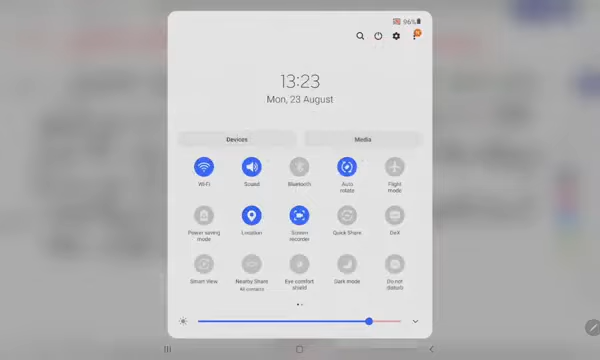 96%
13:23
Mon, 23 August
Devices
Media
Wi-Fi
Sound
Bluetooth
Auto
rotate
Flight
mode
Power saving
mode
Location
Screen
recorder
Quick Share
DeX
Smart View
Nearby Share
All contacts
Eye comfort
shield
Dark mode
Do not
disturb